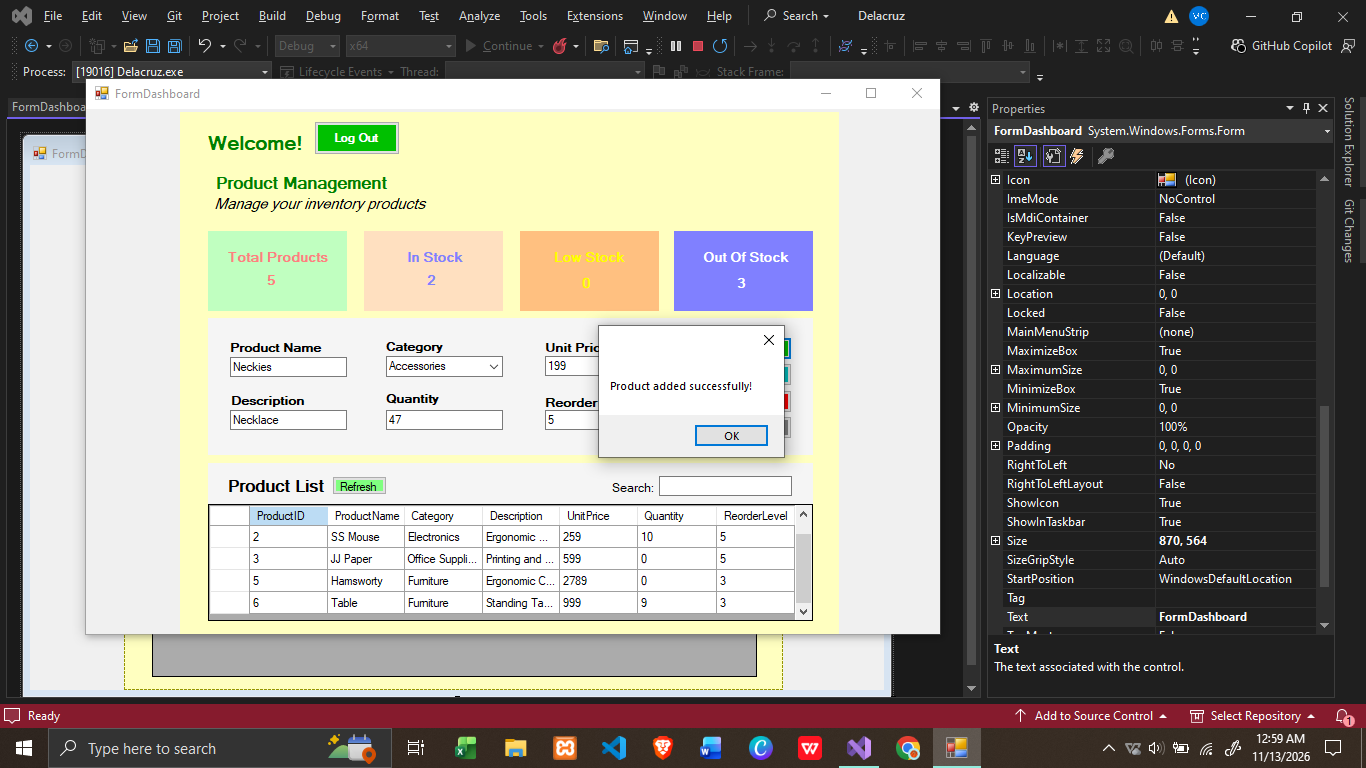 File Edit View Git Project Build Debug Format Test Analyze Tools Extensions Window Help Search Delacruz VC
Debug x64 Continue GitHub Copilot
Process: [19016] Delacruz.exe Lifecycle Events Thread: Stack Frame:
FormDashboard
Welcome!
Log Out
Product Management
Manage your inventory products
Total Products
5
In Stock
2
Low Stock
0
Out Of Stock
3
Product Name
Neckies
Category
Accessories
Unit Pric
199
Description
Necklace
Quantity
47
Reorder
5
Product added successfully!
OK
Product List
Refresh
Search:
ProductID ProductName Category Description UnitPrice Quantity ReorderLevel
2 SS Mouse Electronics Ergonomic ... 259 10 5
3 JJ Paper Office Suppli... Printing and ... 599 0 5
5 Hamsworty Furniture Ergonomic C... 2789 0 3
6 Table Furniture Standing Ta... 999 9 3
FormDashboa
FormD
Properties
FormDashboard System.Windows.Forms.Form
Icon (Icon)
ImeMode NoControl
IsMdiContainer False
KeyPreview False
Language (Default)
Localizable False
Location 0, 0
Locked False
MainMenuStrip (none)
MaximizeBox True
MaximumSize 0, 0
MinimizeBox True
MinimumSize 0, 0
Opacity 100%
Padding 0, 0, 0, 0
RightToLeft No
RightToLeftLayout False
ShowIcon True
ShowInTaskbar True
Size 870, 564
SizeGripStyle Auto
StartPosition WindowsDefaultLocation
Tag
Text FormDashboard
Text
The text associated with the control.
Solution Explorer
Git Changes
Ready
Add to Source Control
Select Repository
1
Type here to search
12:59 AM
11/13/2026